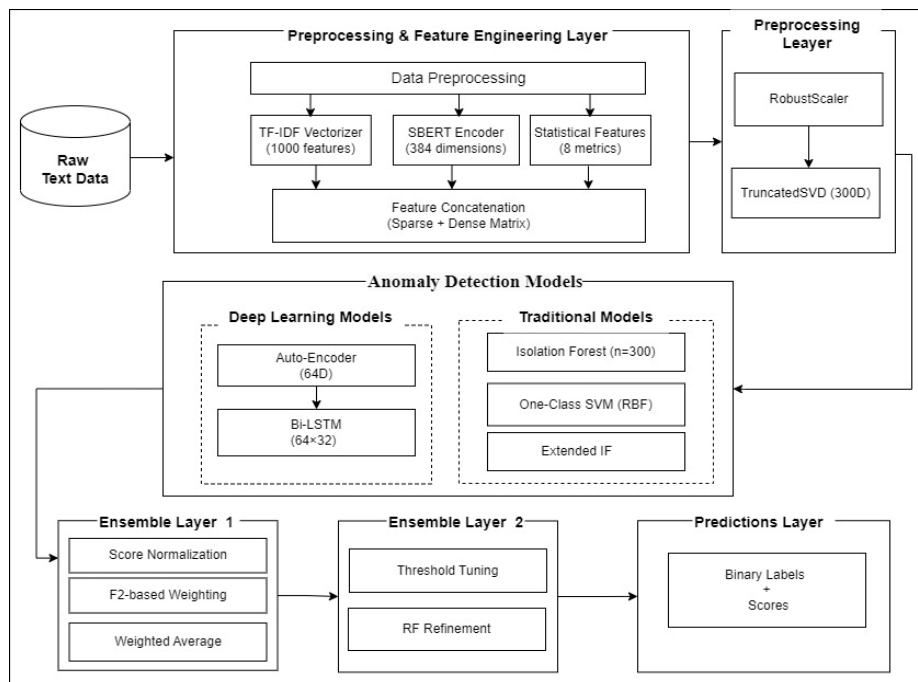 Preprocessing & Feature Engineering Layer
Data Preprocessing
TF-IDF Vectorizer
(1000 features)
SBERT Encoder
(384 dimensions)
Statistical Features
(8 metrics)
Feature Concatenation
(Sparse + Dense Matrix)
Raw
Text Data
Preprocessing
Leayer
RobustScaler
TruncatedSVD (300D)
Anomaly Detection Models
Deep Learning Models
Auto-Encoder
(64D)
Bi-LSTM
(64×32)
Traditional Models
Isolation Forest (n=300)
One-Class SVM (RBF)
Extended IF
Ensemble Layer 1
Score Normalization
F2-based Weighting
Weighted Average
Ensemble Layer 2
Threshold Tuning
RF Refinement
Predictions Layer
Binary Labels
+
Scores